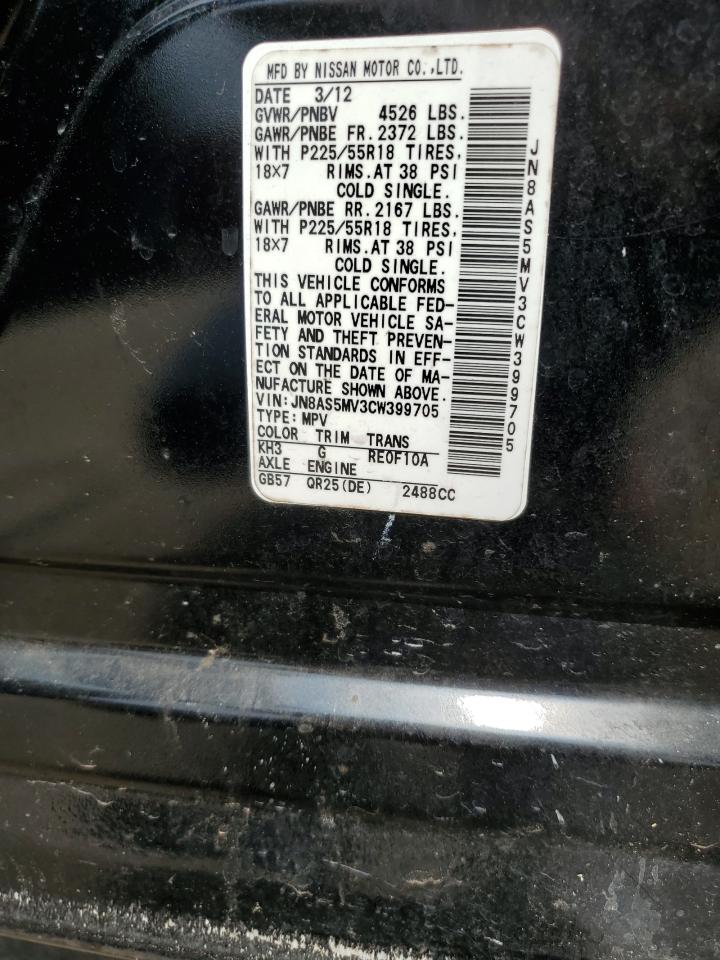 MFD BY NISSAN MOTOR CO.,LTD.
DATE 3/12
GVWR/PNBV 4526 LBS.
GAWR/PNBE FR. 2372 LBS.
WITH P225/55R18 TIRES,
18X7 RIMS. AT 38 PSI
COLD SINGLE.
GAWR/PNBE RR. 2167 LBS.
WITH P225/55R18 TIRES,
18X7 RIMS. AT 38 PSI
COLD SINGLE.
THIS VEHICLE CONFORMS
TO ALL APPLICABLE FED-
ERAL MOTOR VEHICLE SA-
FETY AND THEFT PREVEN-
TION STANDARDS IN EFF-
ECT ON THE DATE OF MA-
NUFACTURE SHOWN ABOVE.
VIN:JN8AS5MV3CW399705
TYPE: MPV
COLOR TRIM TRANS
KH3 G RE0F10A
AXLE ENGINE
GB57 QR25(DE) 2488CC
JN8AS5MV3CW399705